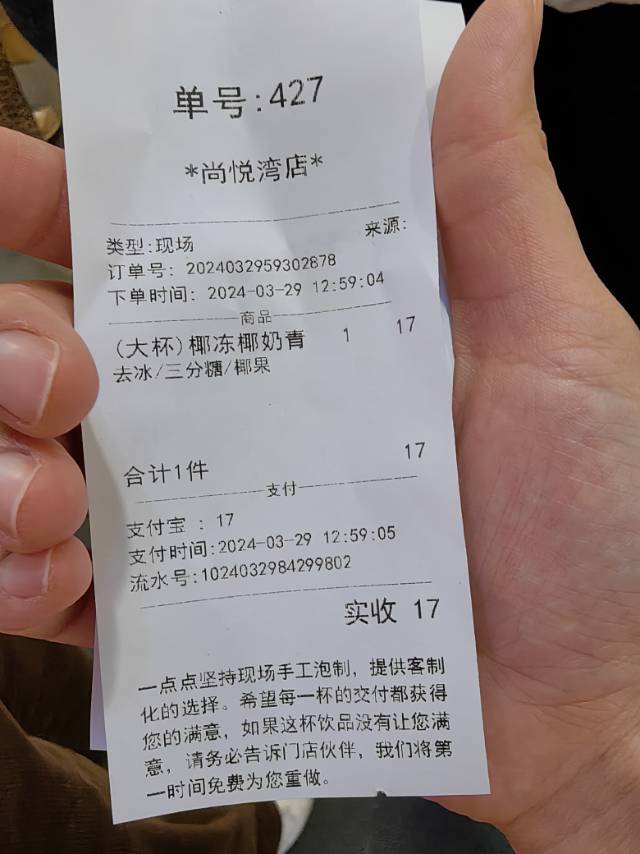 单号:427
*尚悦湾店*
类型:现场 来源:
订单号: 2024032959302878
下单时间: 2024-03-29 12:59:04
商品
(大杯)椰冻椰奶青 1 17
去冰/三分糖/椰果
合计1件 17
支付
支付宝 : 17
支付时间:2024-03-29 12:59:05
流水号:1024032984299802
实收 17
一点点坚持现场手工泡制，提供客制
化的选择。希望每一杯的交付都获得
您的满意，如果这杯饮品没有让您满
意，请务必告诉门店伙伴，我们将第
一时间免费为您重做。